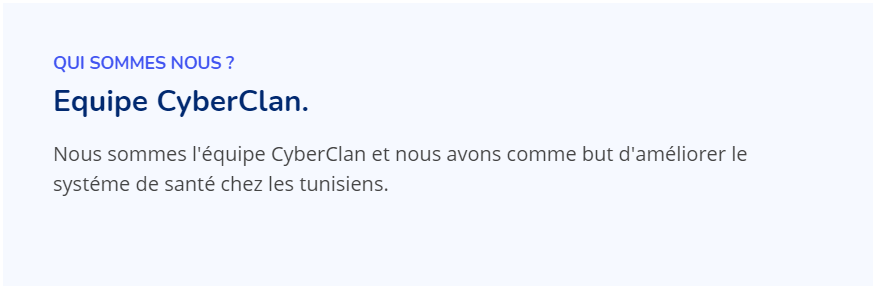 QUI SOMMES NOUS ?
Equipe CyberClan.
Nous sommes l'équipe CyberClan et nous avons comme but d'améliorer le
systéme de santé chez les tunisiens.